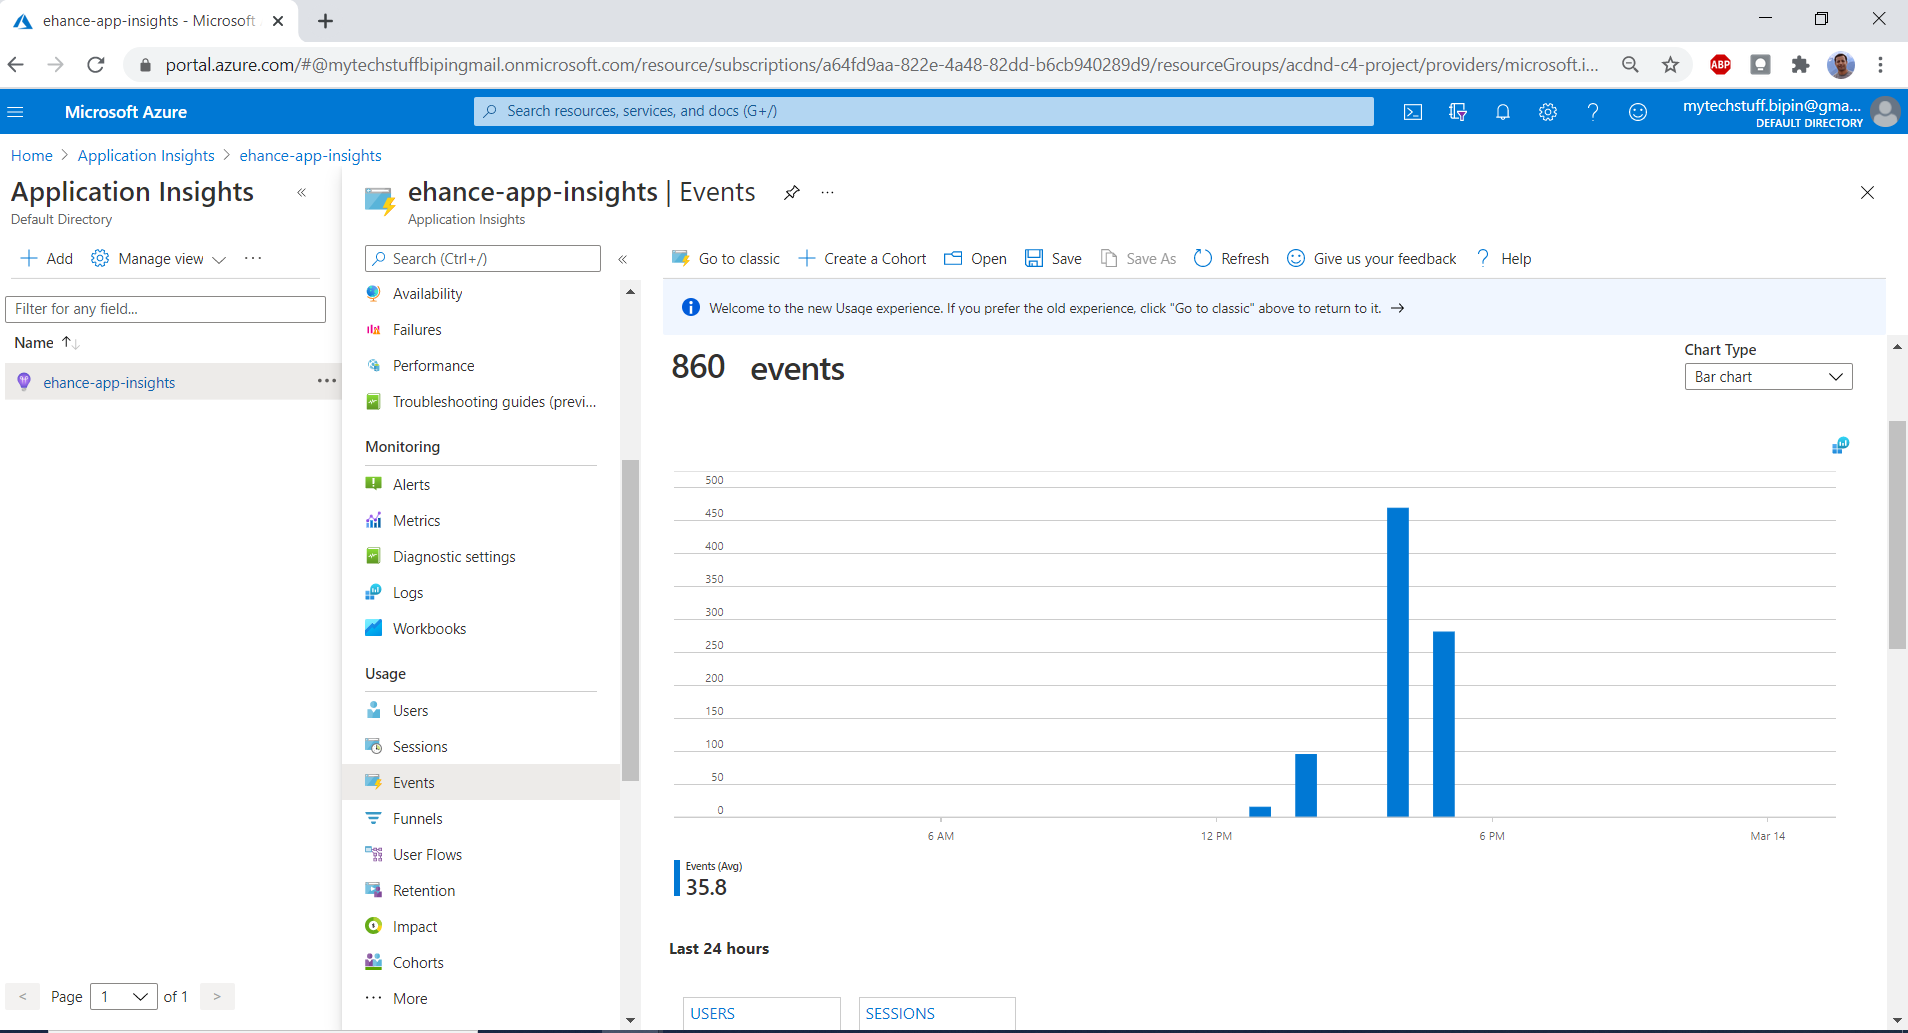 ehance-app-insights - Microsoft
portal.azure.com/#@mytechstuffbipingmail.onmicrosoft.com/resource/subscriptions/a64fd9aa-822e-4a48-82dd-b6cb940289d9/resourceGroups/acdnd-c4-project/providers/microsoft.i...
ABP
Microsoft Azure
Search resources, services, and docs (G+/)
mytechstuff.bipin@gma...
DEFAULT DIRECTORY
Home > Application Insights > ehance-app-insights
Application Insights
Default Directory
Add
Manage view
Filter for any field...
Name
ehance-app-insights
< Page 1 of 1 >
ehance-app-insights | Events
Application Insights
Search (Ctrl+/)
Availability
Failures
Performance
Troubleshooting guides (previ...
Monitoring
Alerts
Metrics
Diagnostic settings
Logs
Workbooks
Usage
Users
Sessions
Events
Funnels
User Flows
Retention
Impact
Cohorts
More
Go to classic
Create a Cohort
Open
Save
Save As
Refresh
Give us your feedback
Help
Welcome to the new Usage experience. If you prefer the old experience, click "Go to classic" above to return to it.
860 events
Chart Type
Bar chart
500
450
400
350
300
250
200
150
100
50
0
6 AM 12 PM 6 PM Mar 14
Events (Avg)
35.8
Last 24 hours
USERS
SESSIONS